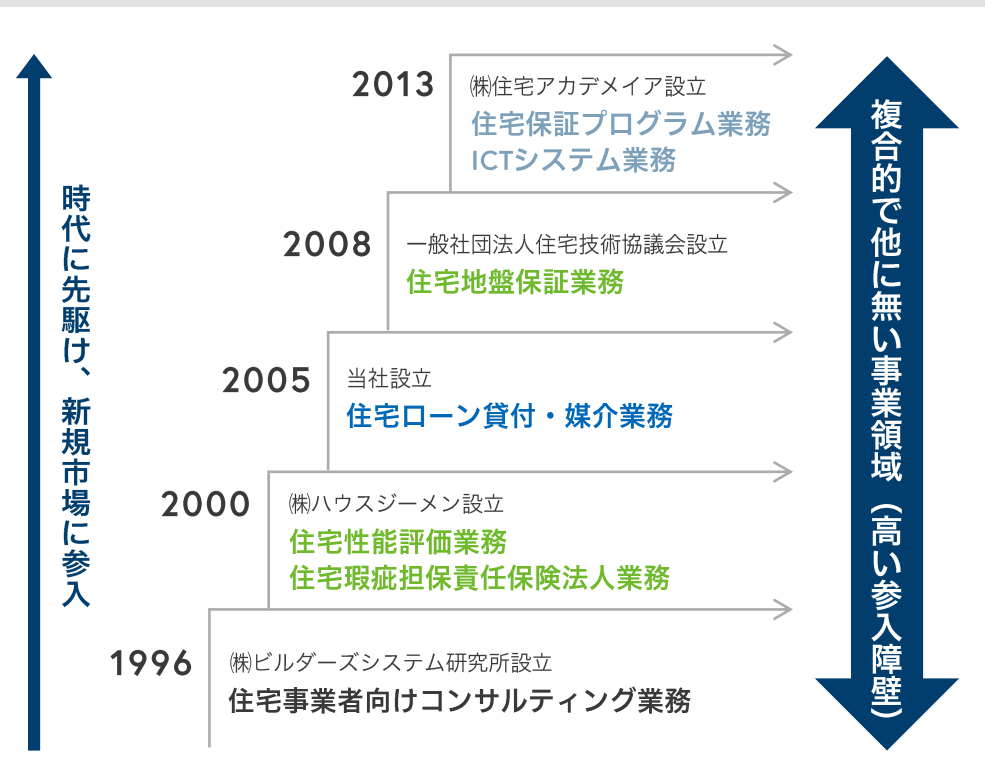 時代に先駆け、新規市場に参入
2013
㈱住宅アカデメイア設立
住宅保証プログラム業務
ICTシステム業務
2008
一般社団法人住宅技術協議会設立
住宅地盤保証業務
2005
当社設立
住宅ローン貸付・媒介業務
2000
㈱ハウスジーメン設立
住宅性能評価業務
住宅瑕疵担保責任保険法人業務
1996
㈱ビルダーズシステム研究所設立
住宅事業者向けコンサルティング業務
複合的で他に無い事業領域（高い参入障壁）